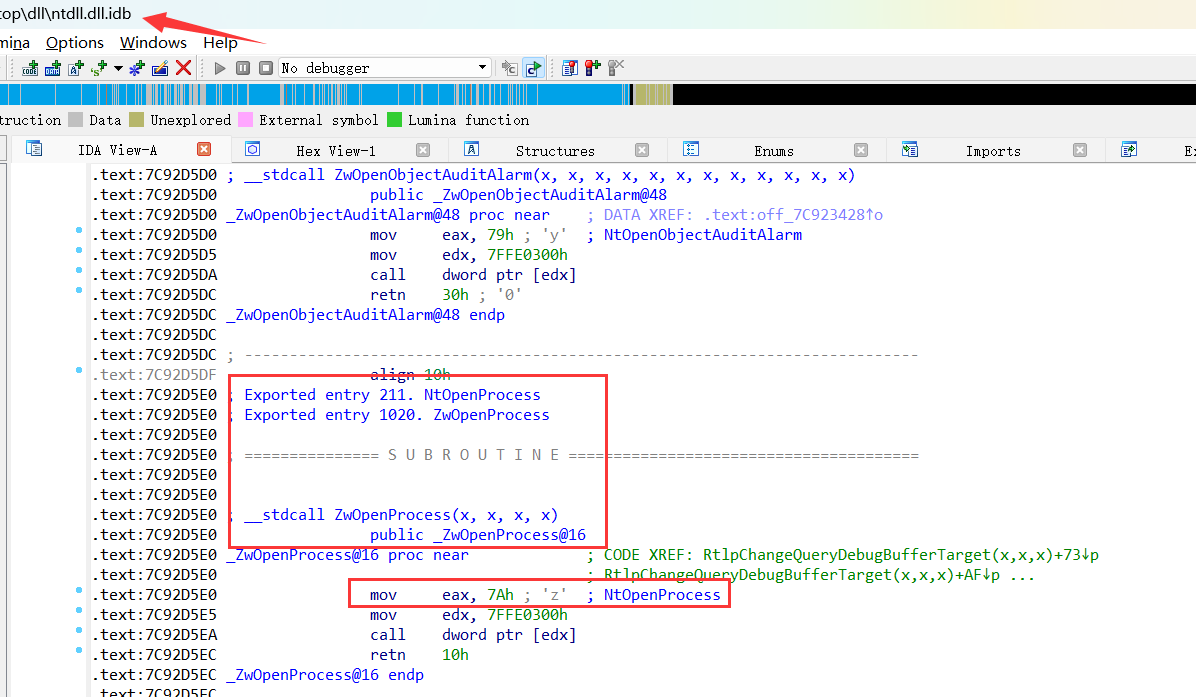 top\dll\ntdll.dll.idb
mina Options Windows Help
No debugger
truction Data Unexplored External symbol Lumina function
IDA View-A Hex View-1 Structures Enums Imports Ex
.text:7C92D5D0 ; __stdcall ZwOpenObjectAuditAlarm(x, x, x, x, x, x, x, x, x, x, x, x)
.text:7C92D5D0 public _ZwOpenObjectAuditAlarm@48
.text:7C92D5D0 _ZwOpenObjectAuditAlarm@48 proc near ; DATA XREF: .text:off_7C923428↑o
.text:7C92D5D0 mov eax, 79h ; 'y' ; NtOpenObjectAuditAlarm
.text:7C92D5D5 mov edx, 7FFE0300h
.text:7C92D5DA call dword ptr [edx]
.text:7C92D5DC retn 30h ; '0'
.text:7C92D5DC _ZwOpenObjectAuditAlarm@48 endp
.text:7C92D5DC
.text:7C92D5DC ; ---------------------------------------------------------------------------
.text:7C92D5DF align 10h
.text:7C92D5E0 ; Exported entry 211. NtOpenProcess
.text:7C92D5E0 ; Exported entry 1020. ZwOpenProcess
.text:7C92D5E0
.text:7C92D5E0 ; =============== S U B R O U T I N E =======================================
.text:7C92D5E0
.text:7C92D5E0
.text:7C92D5E0 ; __stdcall ZwOpenProcess(x, x, x, x)
.text:7C92D5E0 public _ZwOpenProcess@16
.text:7C92D5E0 _ZwOpenProcess@16 proc near ; CODE XREF: RtlpChangeQueryDebugBufferTarget(x,x,x)+73↓p
.text:7C92D5E0 ; RtlpChangeQueryDebugBufferTarget(x,x,x)+AF↓p ...
.text:7C92D5E0 mov eax, 7Ah ; 'z' ; NtOpenProcess
.text:7C92D5E5 mov edx, 7FFE0300h
.text:7C92D5EA call dword ptr [edx]
.text:7C92D5EC retn 10h
.text:7C92D5EC _ZwOpenProcess@16 endp
.text:7C92D5EC